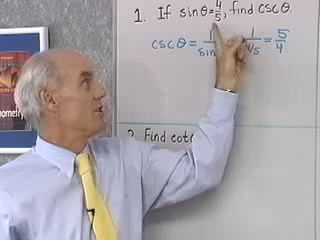 1. If sinθ=4/5, find cscθ.
cscθ = 1/sin = 1/4/5 = 5/4
2. Find cot